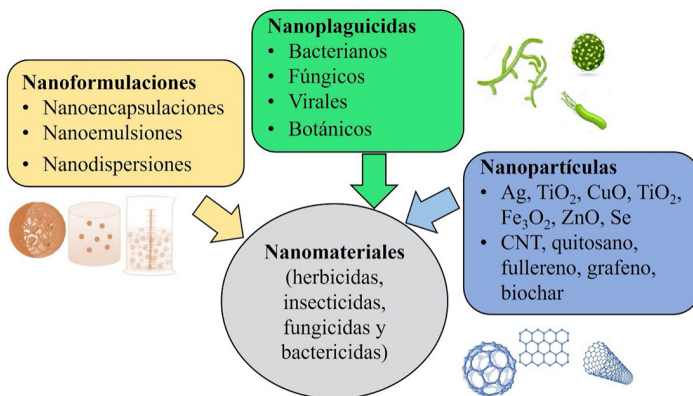 Nanoformulaciones
• Nanoencapsulaciones
• Nanoemulsiones
• Nanodispersiones
Nanoplaguicidas
• Bacterianos
• Fúngicos
• Virales
• Botánicos
Nanopartículas
• Ag, TiO₂, CuO, TiO₂,
Fe₃O₂, ZnO, Se
• CNT, quitosano,
fullereno, grafeno,
biochar
Nanomateriales
(herbicidas,
insecticidas,
fungicidas y
bactericidas)